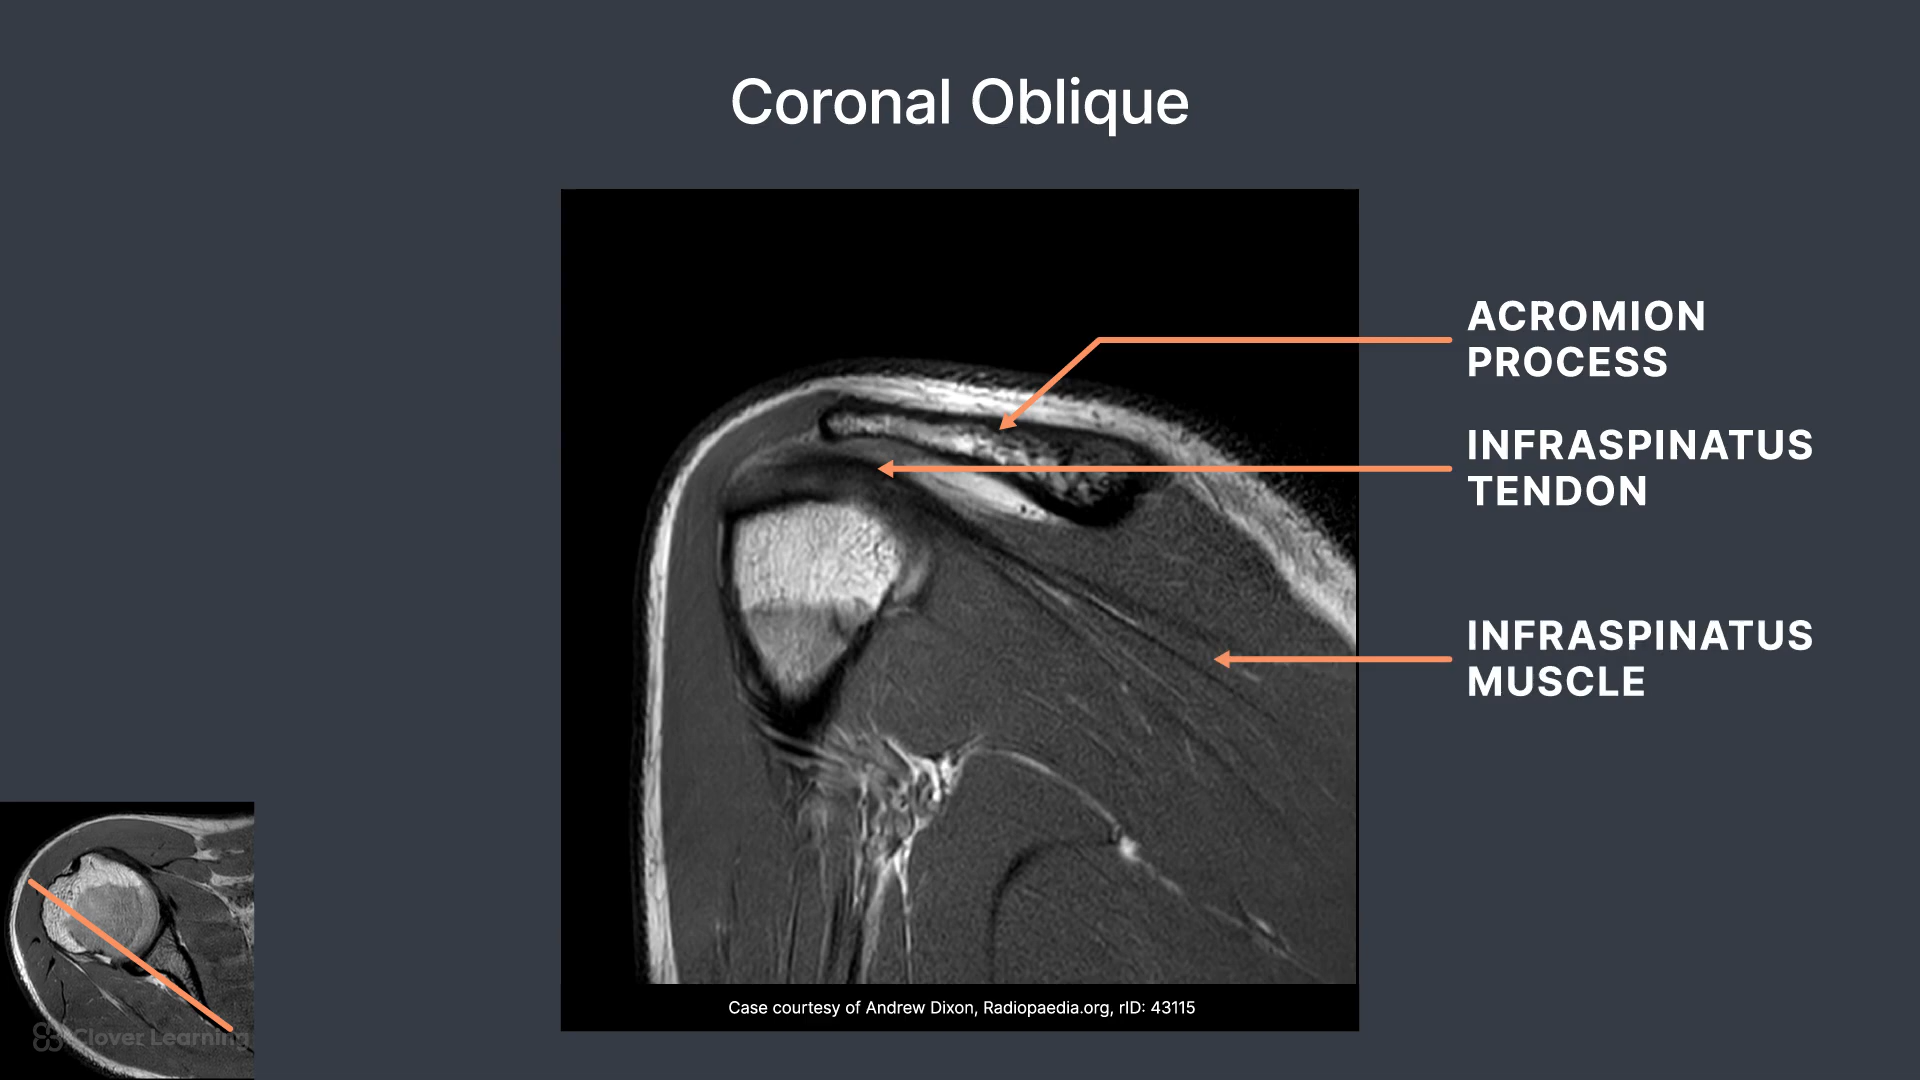 Coronal Oblique
ACROMION
PROCESS
INFRASPINATUS
TENDON
INFRASPINATUS
MUSCLE
Case courtesy of Andrew Dixon, Radiopaedia.org, rID: 43115
Clover Learning